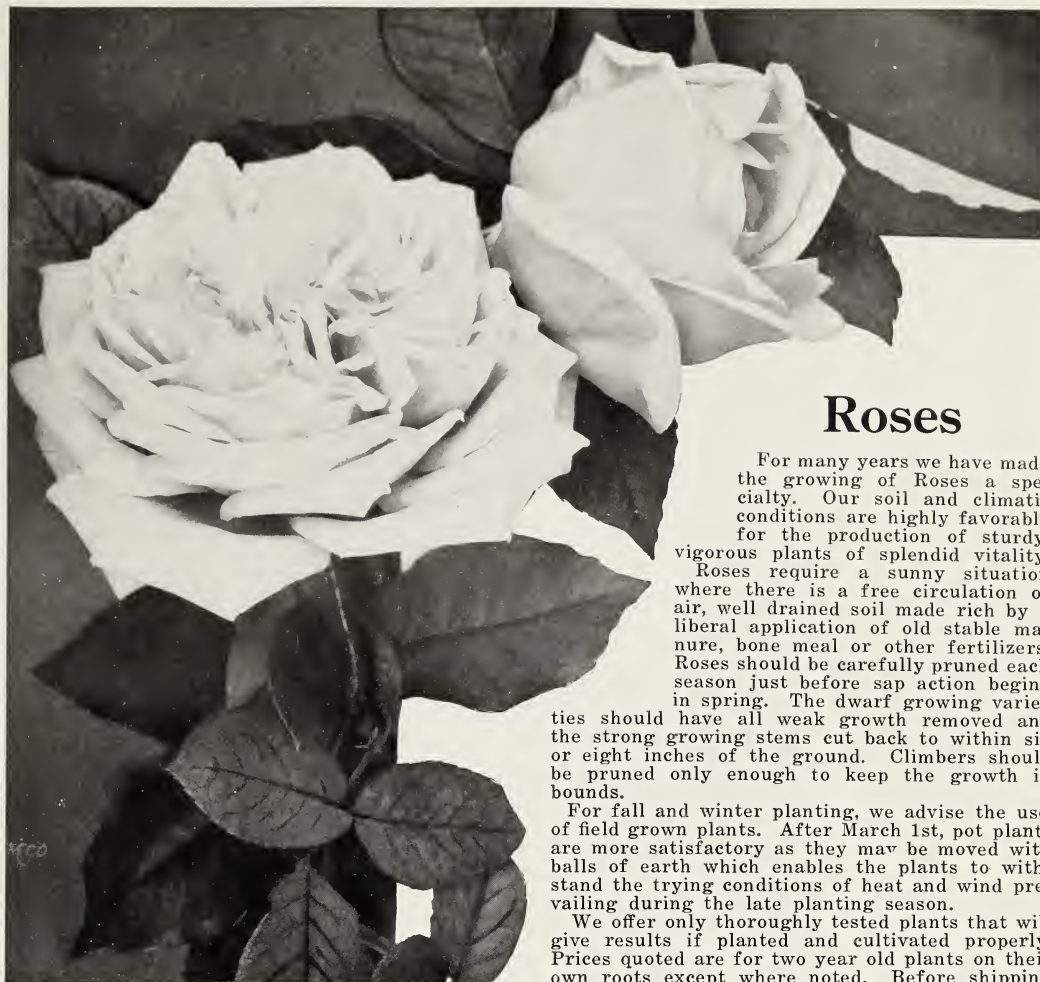 Roses
For many years we have mad
the growing of Roses a spe
cialty. Our soil and climati
conditions are highly favorabl
for the production of sturdy
vigorous plants of splendid vitality
Roses require a sunny situatio
where there is a free circulation o
air, well drained soil made rich by
liberal application of old stable ma
nure, bone meal or other fertilizers
Roses should be carefully pruned eac
season just before sap action begin
in spring. The dwarf growing varie
ties should have all weak growth removed an
the strong growing stems cut back to within si
or eight inches of the ground. Climbers shoul
be pruned only enough to keep the growth i
bounds.
For fall and winter planting, we advise the us
of field grown plants. After March 1st, pot plant
are more satisfactory as they may be moved wit
balls of earth which enables the plants to with
stand the trying conditions of heat and wind pre
vailing during the late planting season.
We offer only thoroughly tested plants that wil
give results if planted and cultivated properly
Prices quoted are for two year old plants on thei
own roots except where noted. Before shippin
MCO